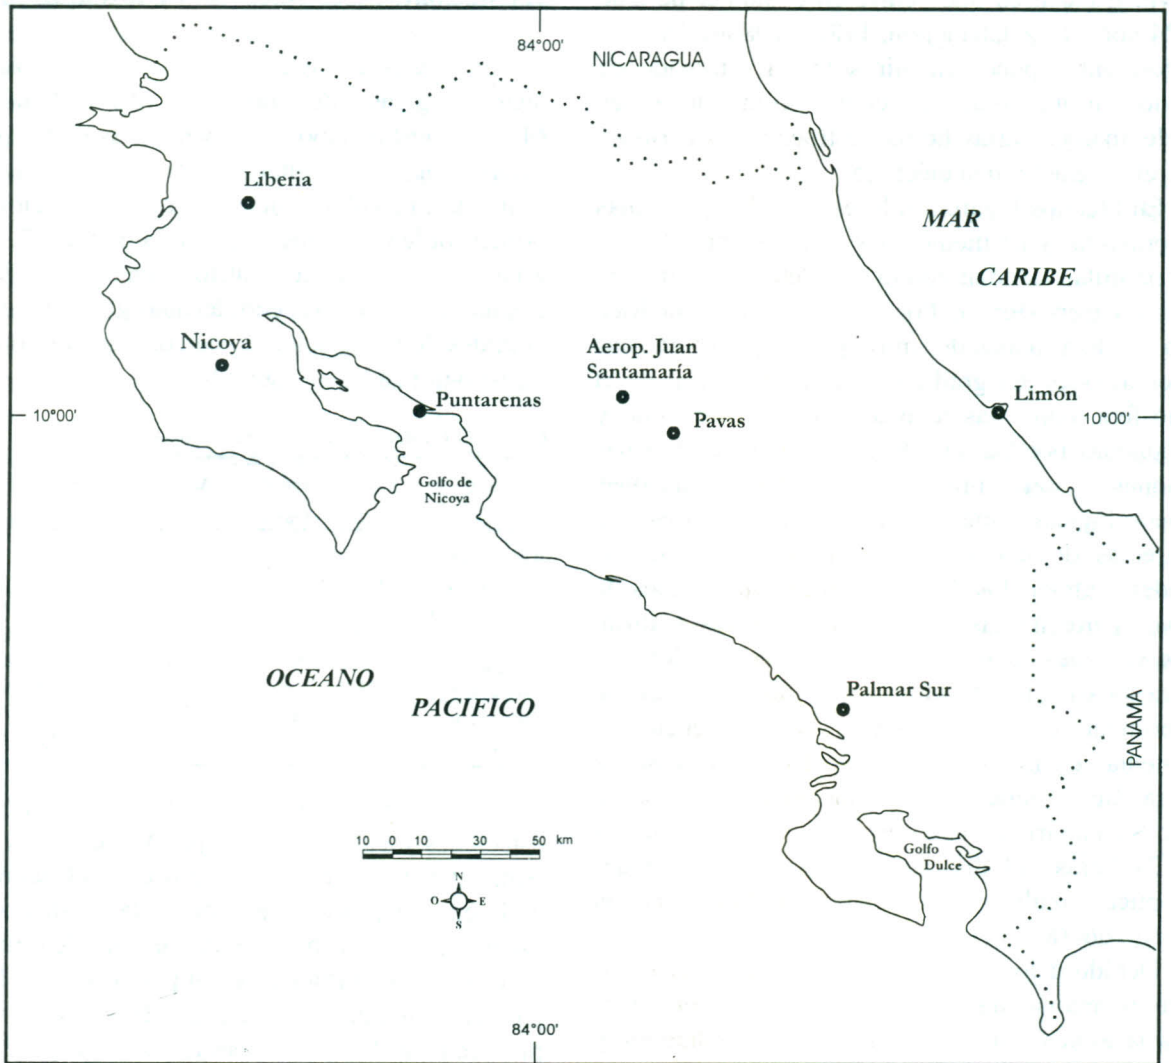 84°00'
NICARAGUA
Liberia
MAR
CARIBE
Nicoya
Aerop. Juan
Santamaría
Puntarenas
Pavas
Limón
10°00'
10°00'
Golfo de
Nicoya
OCEANO
PACIFICO
Palmar Sur
PANAMA
10 0 10 30 50 km
Golfo
Dulce
N
O E
S
84°00'